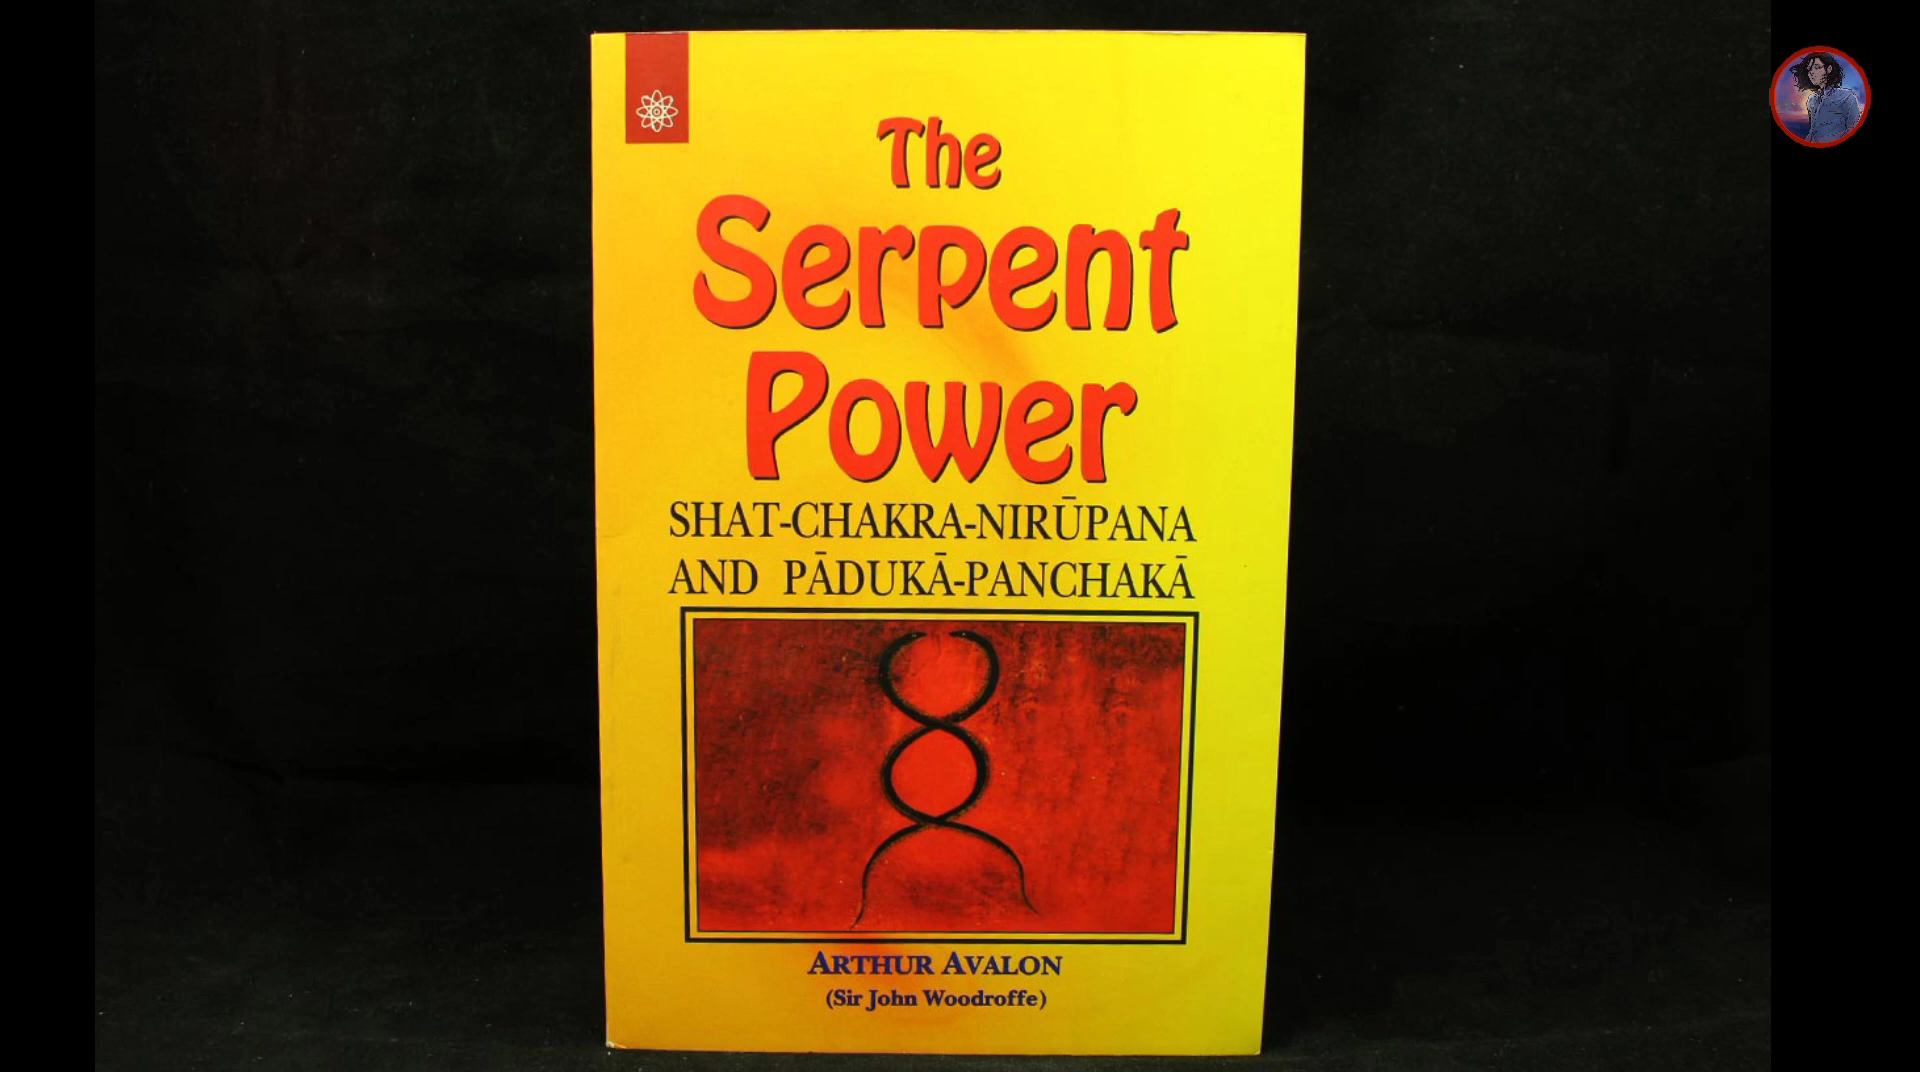 The
Serpent
Power
SHAT-CHAKRA-NIRŪPANA
AND PĀDUKĀ-PANCHAKĀ
ARTHUR AVALON
(Sir John Woodroffe)